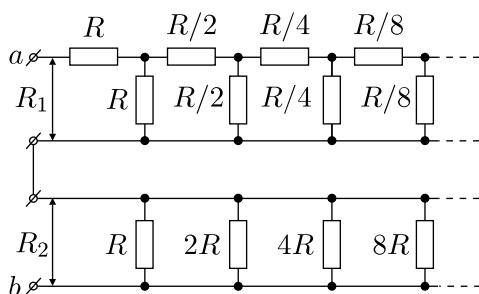 R R/2 R/4 R/8
a
R₁ R R/2 R/4 R/8
R₂ R 2R 4R 8R
b